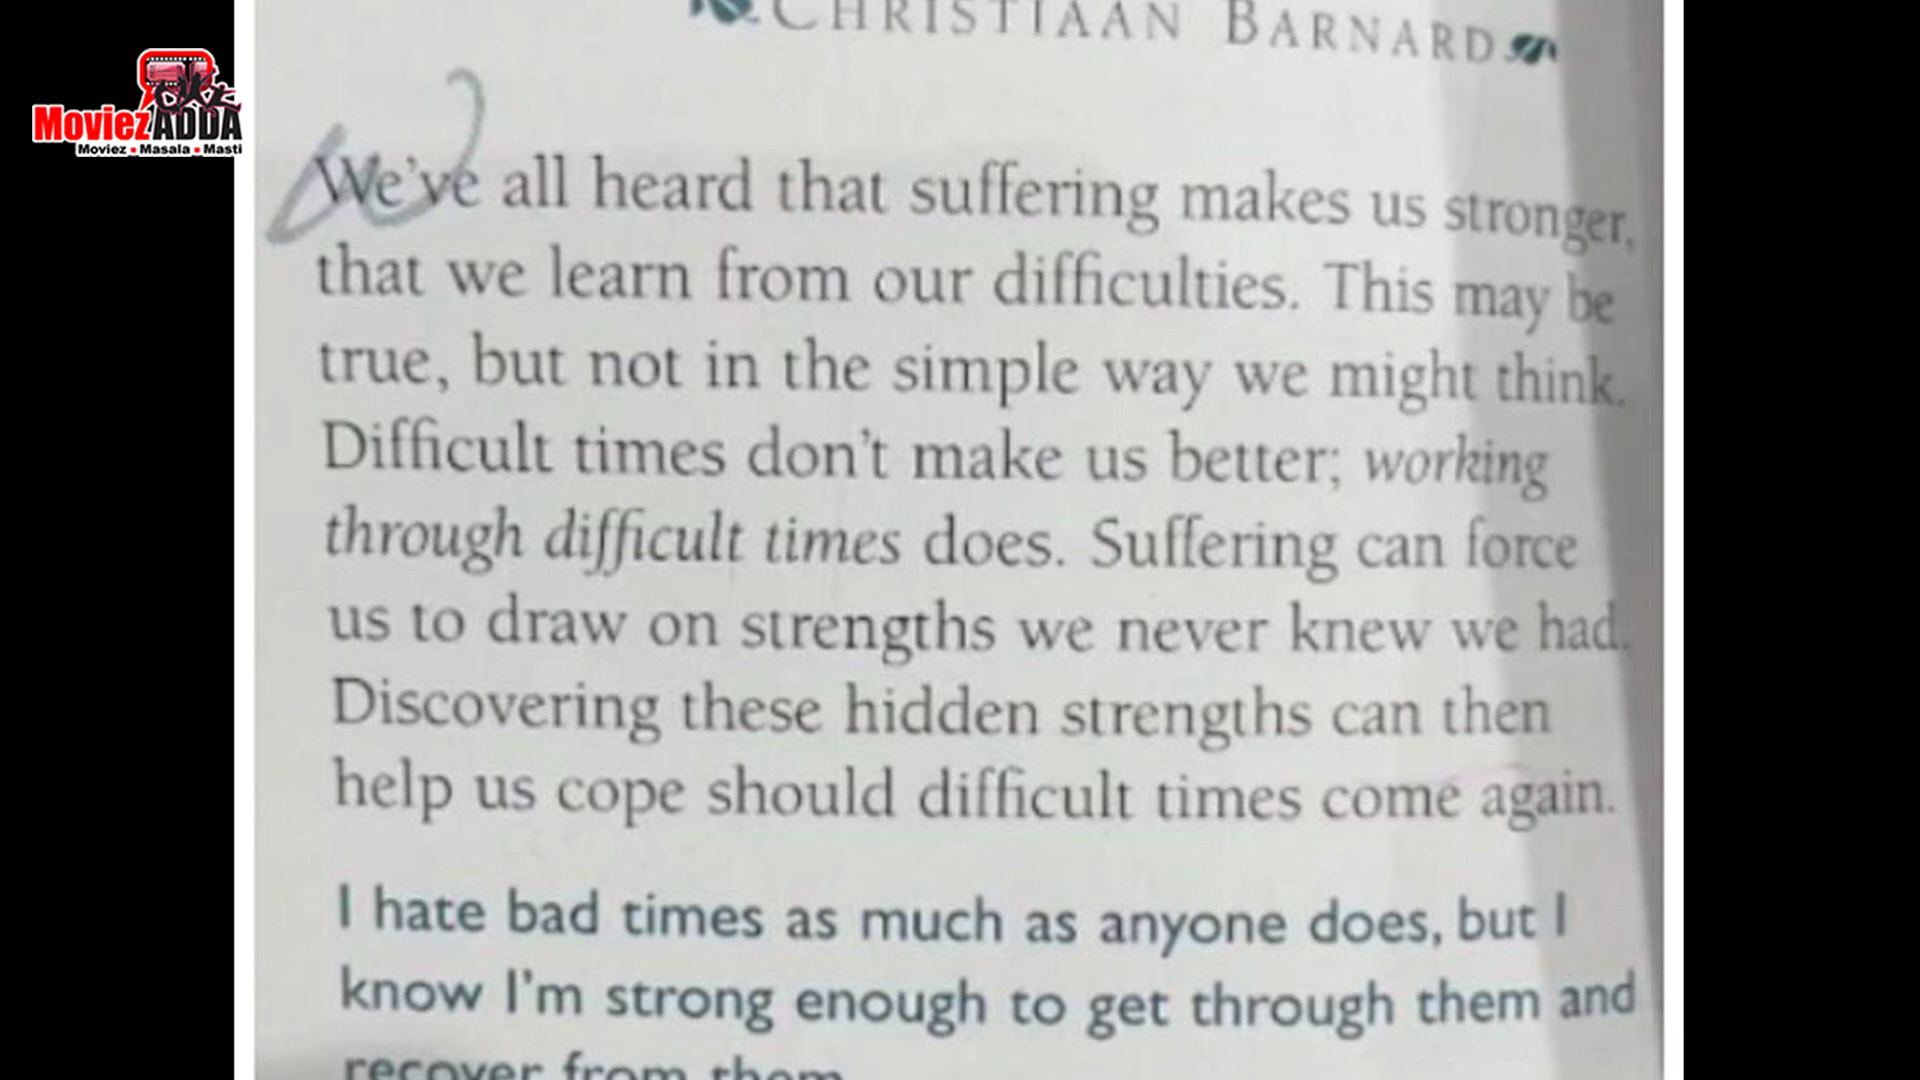 MoviezADDA
Moviez • Masala • Masti
CHRISTIAAN BARNARD
We've all heard that suffering makes us stronger,
that we learn from our difficulties. This may be
true, but not in the simple way we might think.
Difficult times don't make us better; working
through difficult times does. Suffering can force
us to draw on strengths we never knew we had.
Discovering these hidden strengths can then
help us cope should difficult times come again.
I hate bad times as much as anyone does, but I
know I'm strong enough to get through them and
recover from them